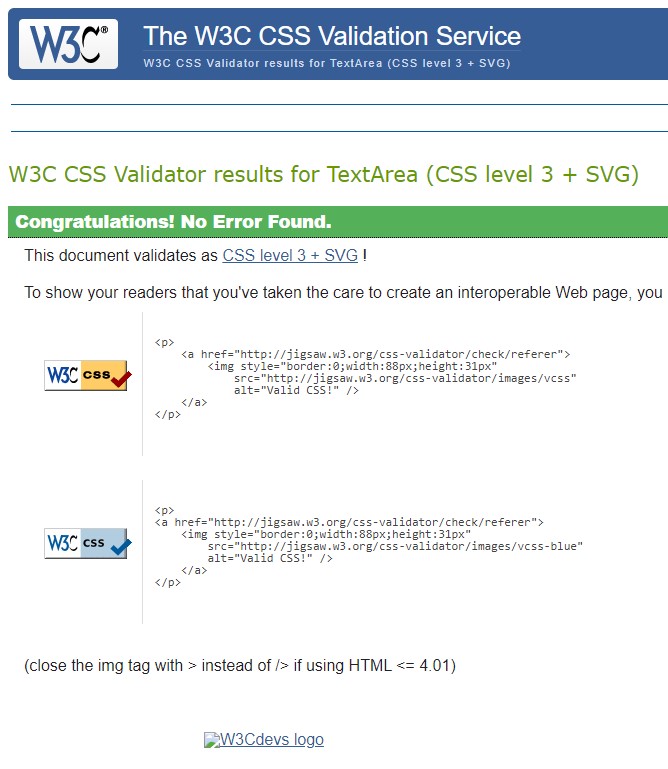 W3C®
The W3C CSS Validation Service
W3C CSS Validator results for TextArea (CSS level 3 + SVG)
W3C CSS Validator results for TextArea (CSS level 3 + SVG)
Congratulations! No Error Found.
This document validates as CSS level 3 + SVG !
To show your readers that you've taken the care to create an interoperable Web page, you
W3C css
<p>
<a href="http://jigsaw.w3.org/css-validator/check/referer">
<img style="border:0;width:88px;height:31px"
src="http://jigsaw.w3.org/css-validator/images/vcss"
alt="Valid CSS!" />
</a>
</p>
W3C css
<p>
<a href="http://jigsaw.w3.org/css-validator/check/referer">
<img style="border:0;width:88px;height:31px"
src="http://jigsaw.w3.org/css-validator/images/vcss-blue"
alt="Valid CSS!" />
</a>
</p>
(close the img tag with > instead of /> if using HTML <= 4.01)
W3Cdevs logo